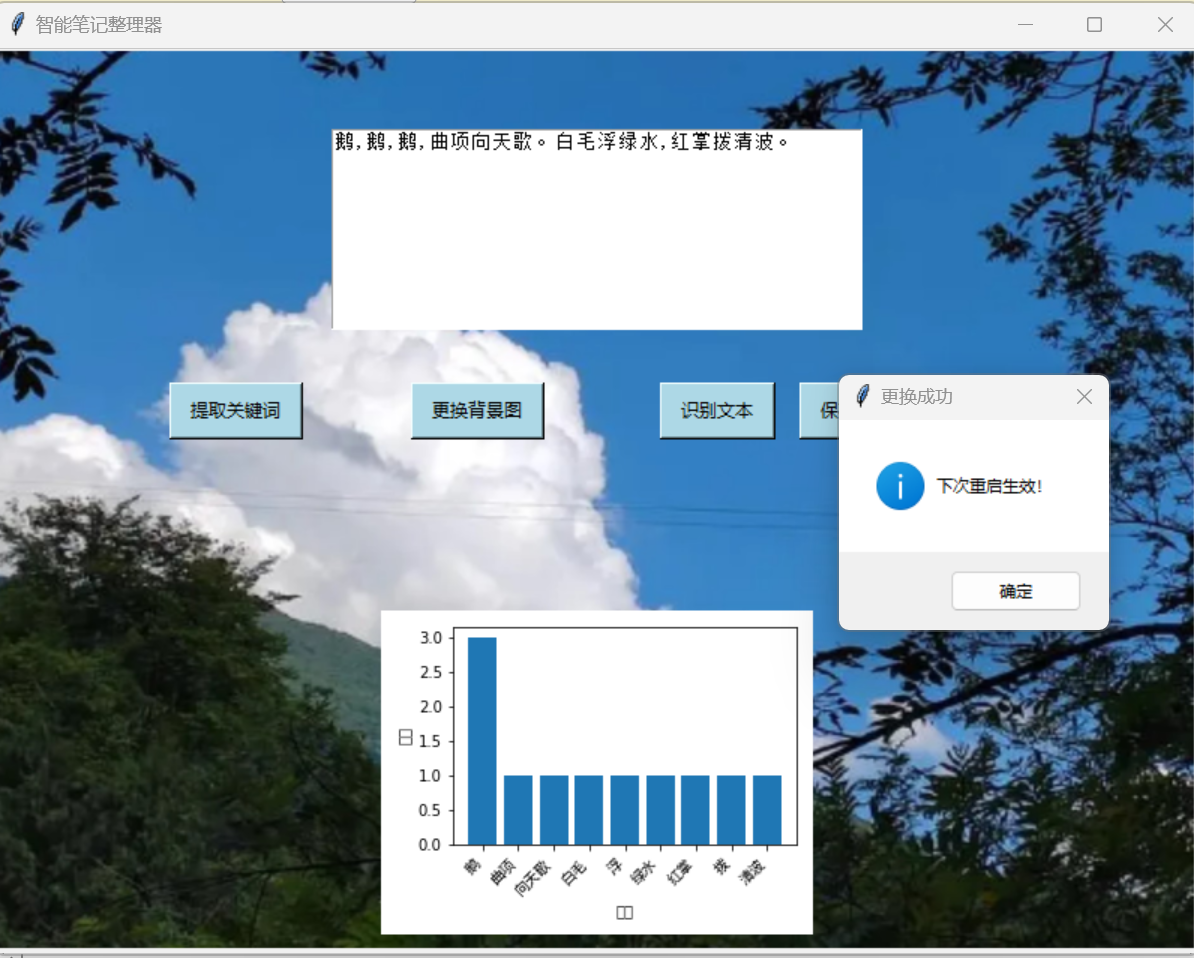 智能笔记整理器
鹅,鹅,鹅,曲项向天歌。白毛浮绿水,红掌拨清波。
提取关键词
更换背景图
识别文本
保
更换成功
下次重启生效!
确定
3.0
2.5
2.0
1.5
1.0
0.5
0.0
鹅
曲项
向天歌
白毛
浮
绿水
红掌
拨
清波